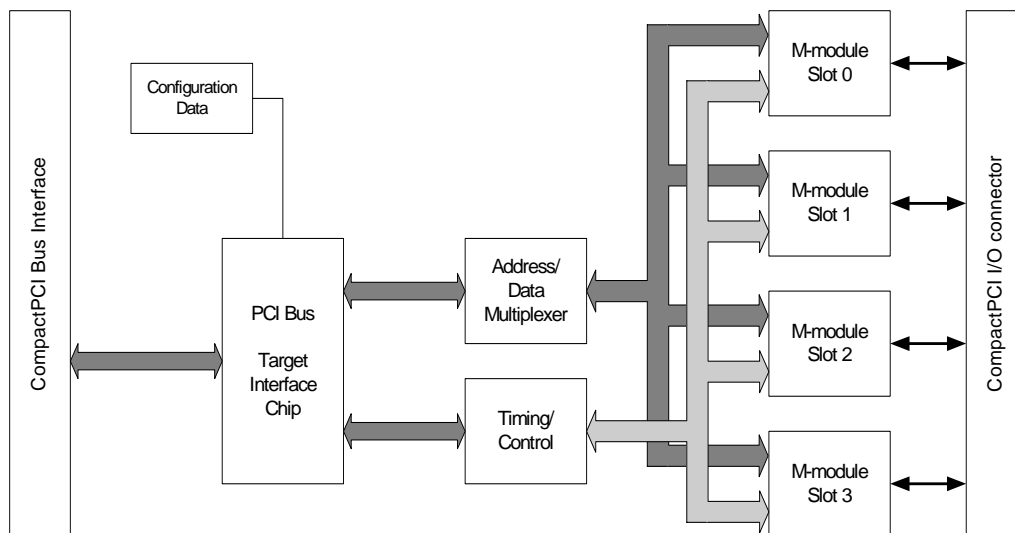 CompactPCI Bus Interface
Configuration
Data
PCI Bus
Target
Interface
Chip
Address/
Data
Multiplexer
Timing/
Control
M-module
Slot 0
M-module
Slot 1
M-module
Slot 2
M-module
Slot 3
CompactPCI I/O connector